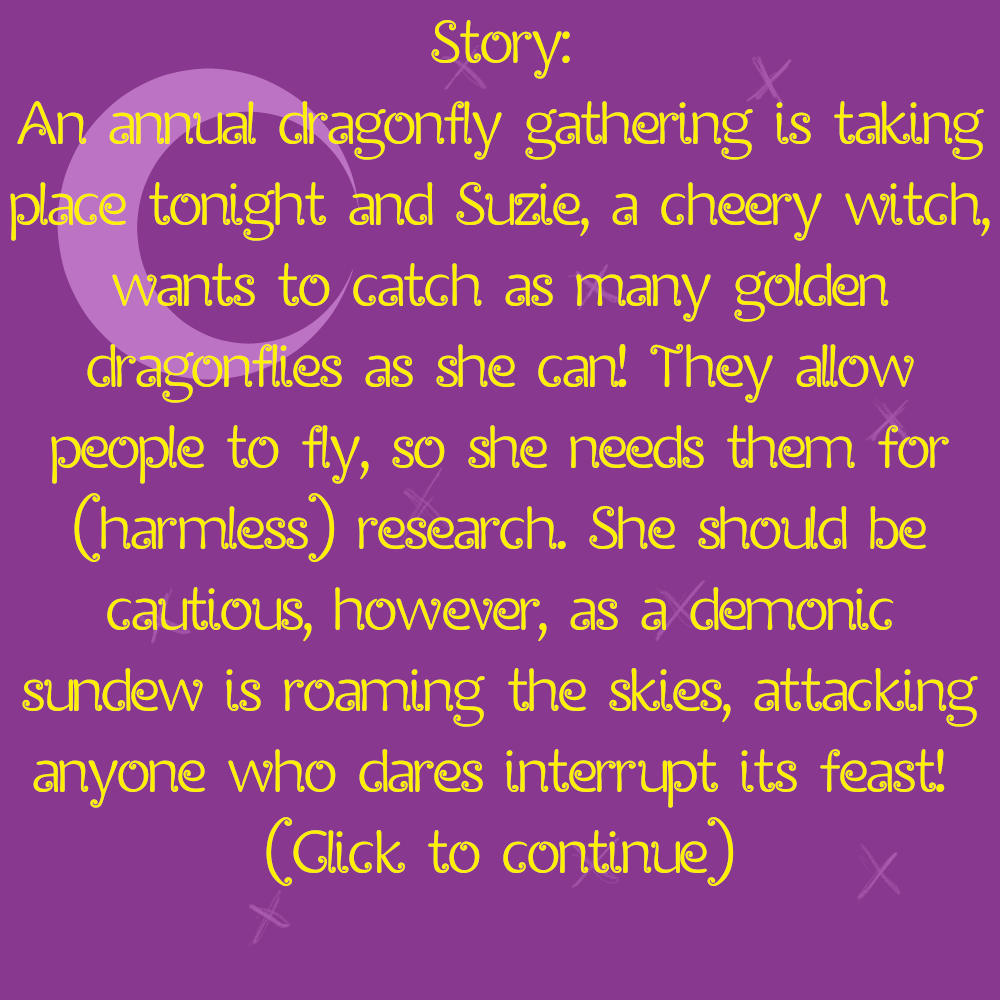 Story:
An annual dragonfly gathering is taking
place tonight and Suzie, a cheery witch,
wants to catch as many golden
dragonflies as she can! They allow
people to fly, so she needs them for
(harmless) research. She should be
cautious, however, as a demonic
sundew is roaming the skies, attacking
anyone who dares interrupt its feast!
(Click to continue)